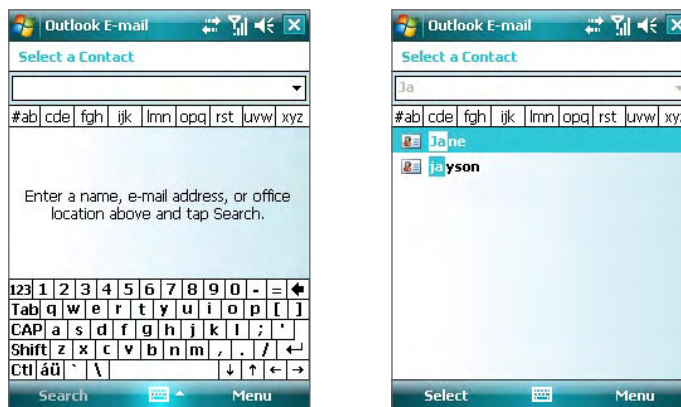 Outlook E-mail
Select a Contact
#ab cde fgh ijk lmn opq rst uvw xyz
Enter a name, e-mail address, or office
location above and tap Search.
123 1 2 3 4 5 6 7 8 9 0 - =
Tab q w e r t y u i o p [ ]
CAP a s d f g h j k l ; '
Shift z x c v b n m , . /
Ctl áü ` \
Search Menu
Outlook E-mail
Select a Contact
Ja
#ab cde fgh ijk lmn opq rst uvw xyz
Jane
jayson
Select Menu